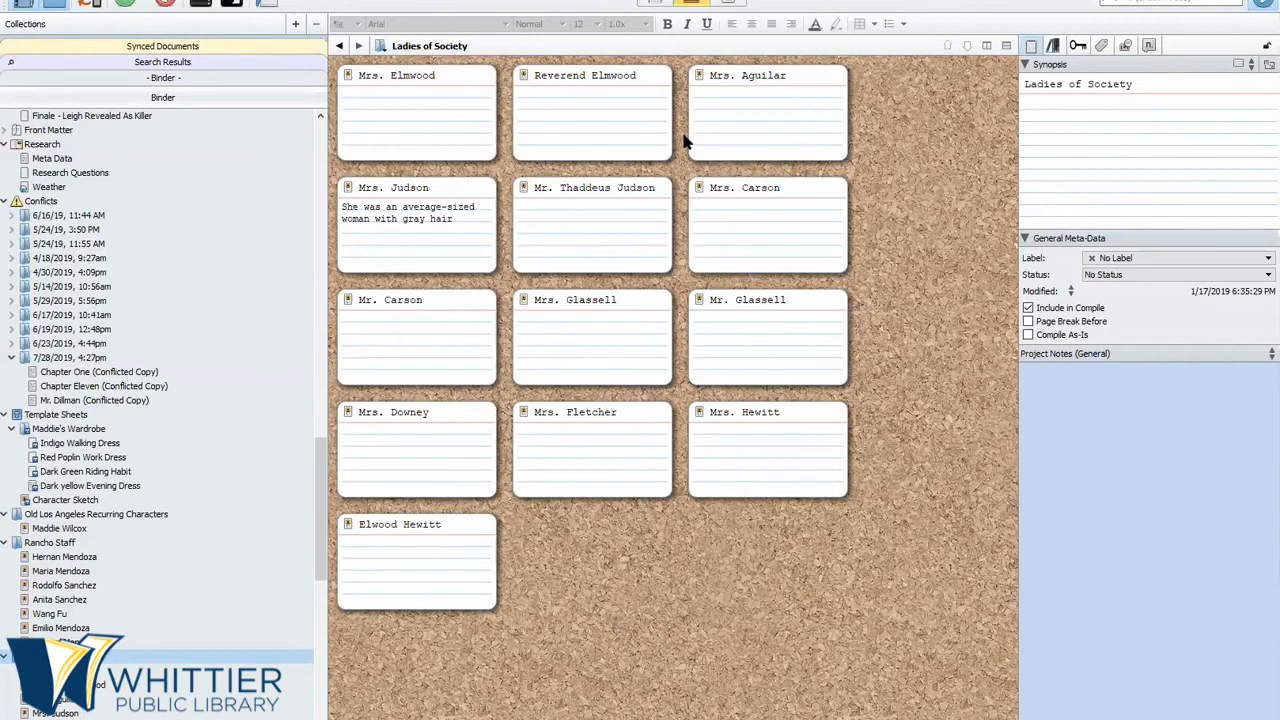 Collections
Arial
Normal
12
1.0x
B I U A
Synced Documents
Search Results
- Binder -
Binder
Finale - Leigh Revealed As Killer
Front Matter
Research
Meta Data
Research Questions
Weather
Conflicts
6/16/19, 11:44 AM
5/24/19, 3:50 PM
5/24/19, 11:55 AM
4/18/2019, 9:27am
4/30/2019, 4:09pm
5/14/2019, 10:56am
5/29/2019, 5:56pm
6/17/2019, 10:41am
6/19/2019, 12:48pm
6/23/2019, 4:44pm
7/28/2019, 4:27pm
Chapter One (Conflicted Copy)
Chapter Eleven (Conflicted Copy)
Mr. Dillman (Conflicted Copy)
Template Sheets
Maddie's Wardrobe
Indigo Walking Dress
Red Poplin Work Dress
Dark Green Riding Habit
Dark yellow Evening Dress
Character Sketch
Old Los Angeles Recurring Characters
Maddie Wilcox
Rancho Staff
Hernan Mendoza
Maria Mendoza
Rodolfo Sanchez
Anita Sanchez
Wang Fu
Emilio Mendoza
WHITTIER
PUBLIC LIBRARY
Ladies of Society
Mrs. Elmwood
Reverend Elmwood
Mrs. Aguilar
Mrs. Judson
She was an average-sized
woman with gray hair
Mr. Thaddeus Judson
Mrs. Carson
Mr. Carson
Mrs. Glassell
Mr. Glassell
Mrs. Downey
Mrs. Fletcher
Mrs. Hewitt
Elwood Hewitt
Synopsis
Ladies of Society
General Meta-Data
Label: No Label
Status: No Status
Modified: 1/17/2019 6:35:29 PM
Include in Compile
Page Break Before
Compile As-Is
Project Notes (General)